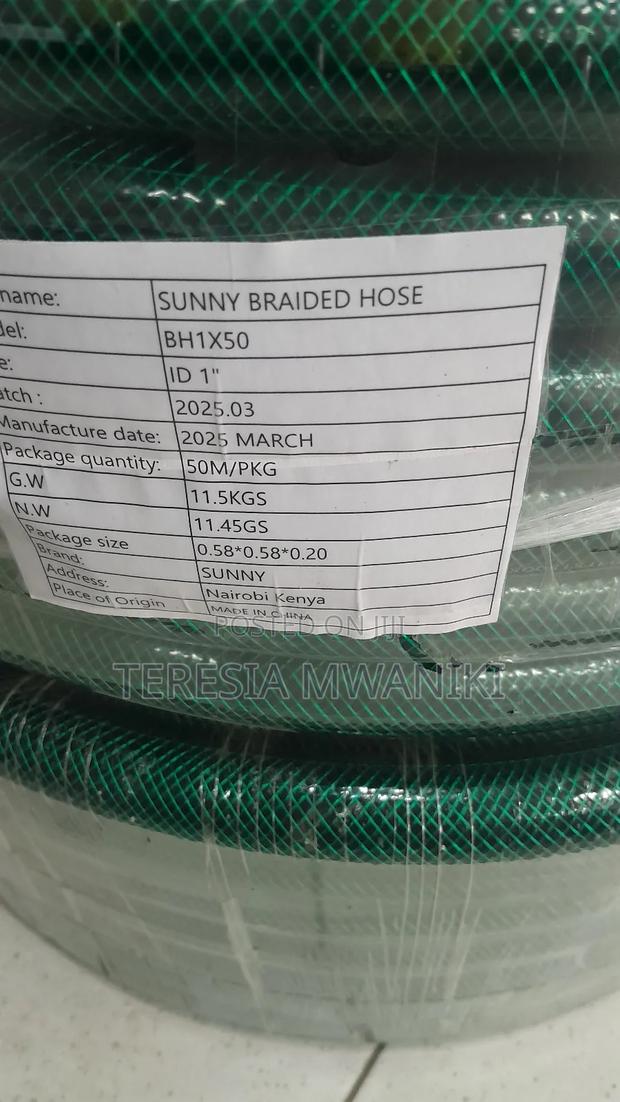 name: SUNNY BRAIDED HOSE
del: BH1X50
e: ID 1"
atch : 2025.03
Manufacture date: 2025 MARCH
Package quantity: 50M/PKG
G.W 11.5KGS
N.W 11.45GS
Package size 0.58*0.58*0.20
Brand: SUNNY
Address: Nairobi Kenya
Place of Origin MADE IN CHINA
POSTED ON JIJI
TERESIA MWANIKI